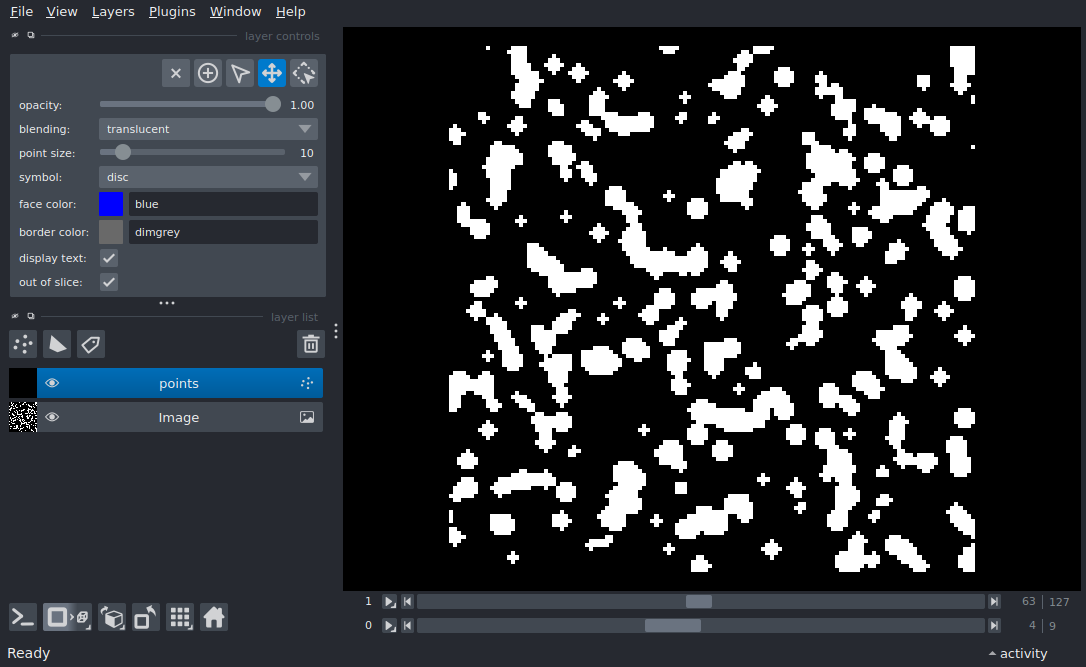 File View Layers Plugins Window Help
layer controls
opacity: 1.00
blending: translucent
point size: 10
symbol: disc
face color: blue
border color: dimgrey
display text:
out of slice:
layer list
points
Image
1 63 | 127
0 4 | 9
Ready activity